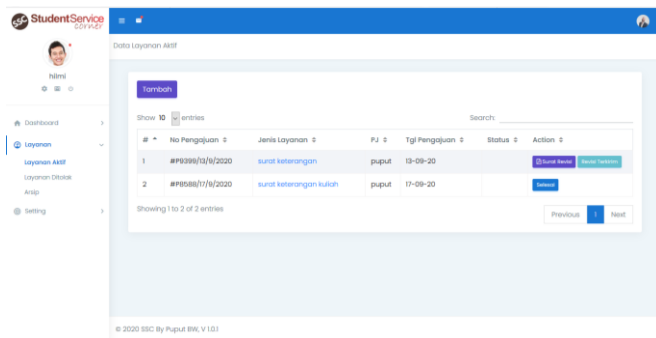 SSC StudentService
corner
hilmi
Dashboard
Layanan
Layanan Aktif
Layanan Ditolak
Arsip
Setting
Data Layanan Aktif
Tambah
Show 10 entries
Search:
# No Pengajuan Jenis Layanan PJ Tgl Pengajuan Status Action
1 #P9399/13/9/2020 surat keterangan puput 13-09-20 Surat Revisi Revisi Terkirim
2 #P8588/17/9/2020 surat keterangan kuliah puput 17-09-20 Selesai
Showing 1 to 2 of 2 entries
Previous 1 Next
© 2020 SSC By Puput BW, V 1.0.1